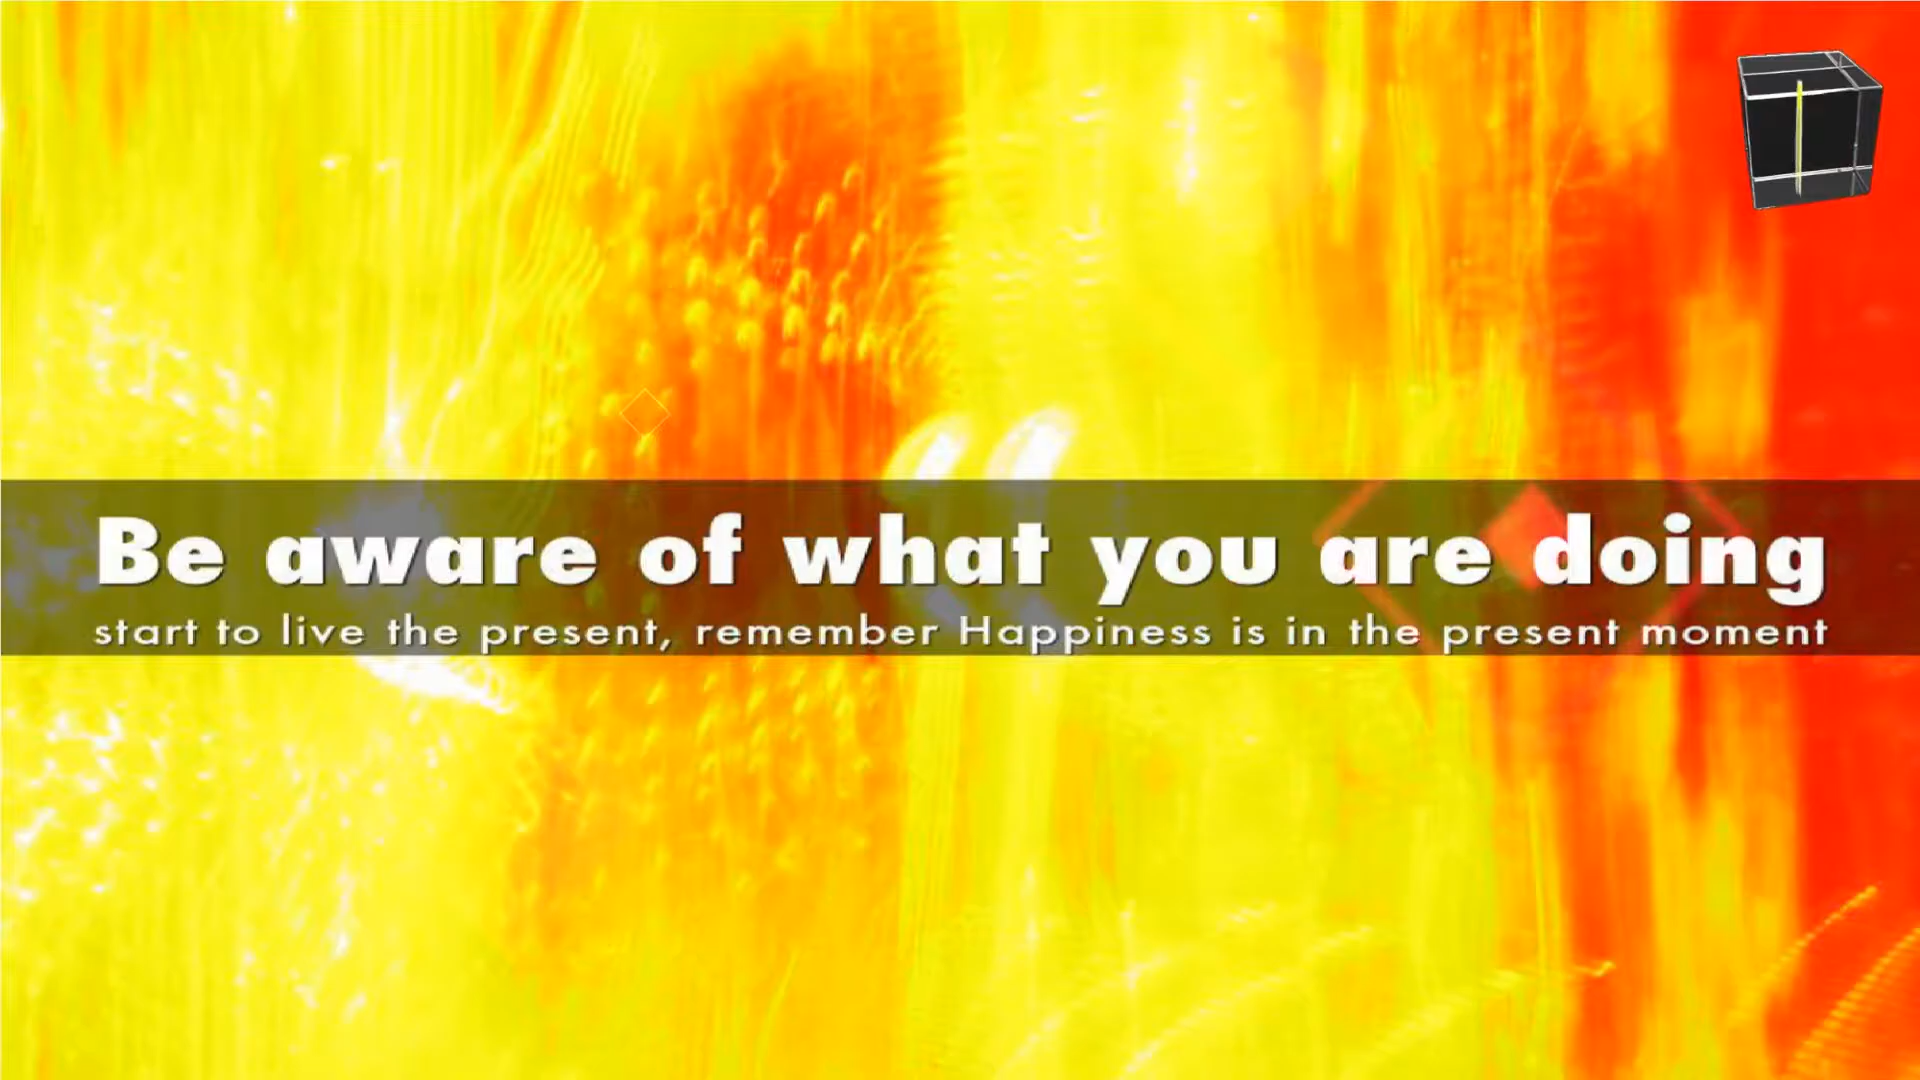 Be aware of what you are doing
start to live the present, remember Happiness is in the present moment